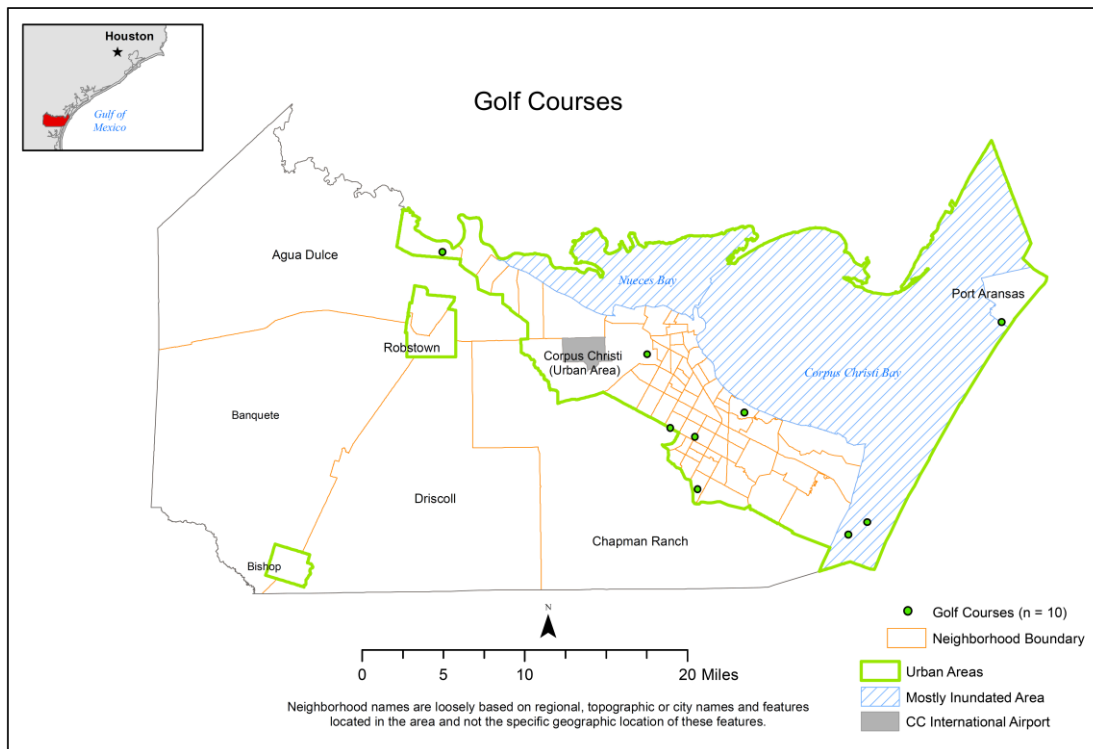 Houston
Gulf of
Mexico
Golf Courses
Agua Dulce
Nueces Bay
Port Aransas
Robstown
Corpus Christi
(Urban Area)
Corpus Christi Bay
Banquete
Driscoll
Chapman Ranch
Bishop
N
0 5 10 20 Miles
Neighborhood names are loosely based on regional, topographic or city names and features
located in the area and not the specific geographic location of these features.
Golf Courses (n = 10)
Neighborhood Boundary
Urban Areas
Mostly Inundated Area
CC International Airport